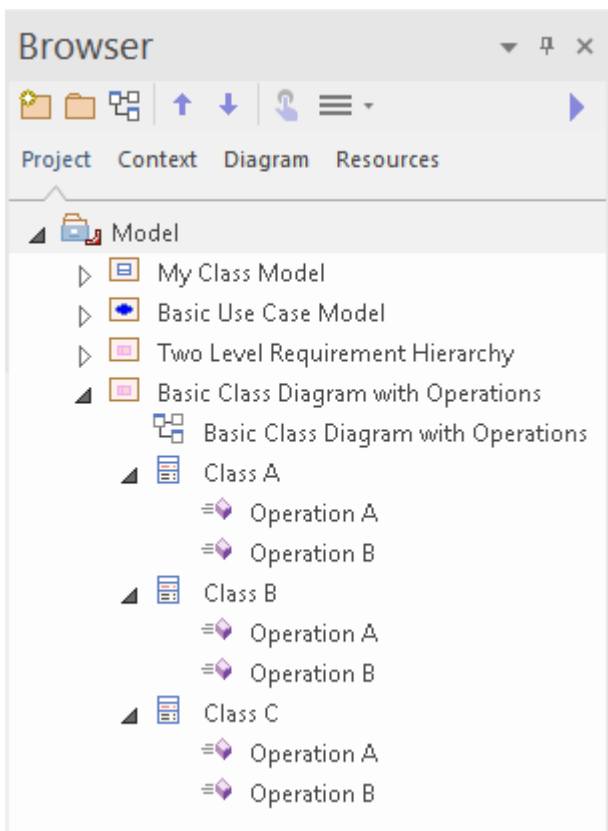 Browser
Project Context Diagram Resources
Model
My Class Model
Basic Use Case Model
Two Level Requirement Hierarchy
Basic Class Diagram with Operations
Basic Class Diagram with Operations
Class A
Operation A
Operation B
Class B
Operation A
Operation B
Class C
Operation A
Operation B